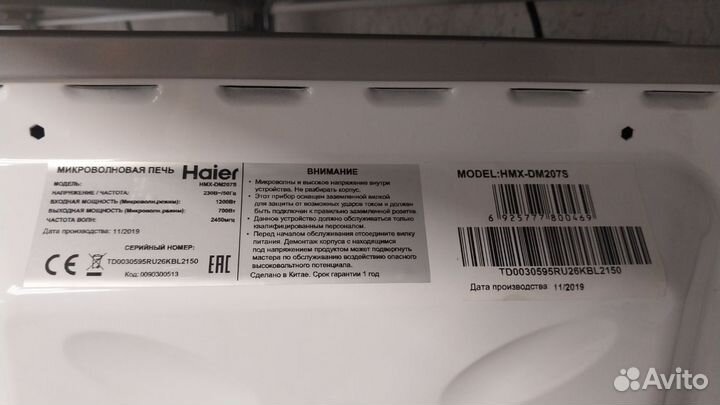 МИКРОВОЛНОВАЯ ПЕЧЬ Haier
МОДЕЛЬ: HMX-DM207S
НАПРЯЖЕНИЕ / ЧАСТОТА: 230В~/50Гц
ВХОДНАЯ МОЩНОСТЬ (Микроволн.режим): 1200Вт
ВЫХОДНАЯ МОЩНОСТЬ (Микроволн.режим): 700Вт
ЧАСТОТА ВОЛН: 2450мгц
Дата производства: 11/2019
СЕРИЙНЫЙ НОМЕР:
CE EAC TD0030595RU26KBL2150
Код: 0090300513
ВНИМАНИЕ
• Микроволны и высокое напряжение внутри
устройства. Не разбирать корпус.
• Этот прибор оснащен заземленной вилкой
для защиты от возможных ударов током и должен
быть подключен к правильно заземленной розетке.
• Данное устройство должно обслуживаться только
квалифицированным персоналом.
• Перед началом обслуживания отсоедините вилку
питания. Демонтаж корпуса с находящимся
под напряжением продуктом может подвергнуть
мастера по обслуживанию воздействию опасного
высоковольтного потенциала.
Сделано в Китае. Срок гарантии 1 год
MODEL:HMX-DM207S
6 925777 800469
TD0030595RU26KBL2150
Дата производства 11/2019
Avito